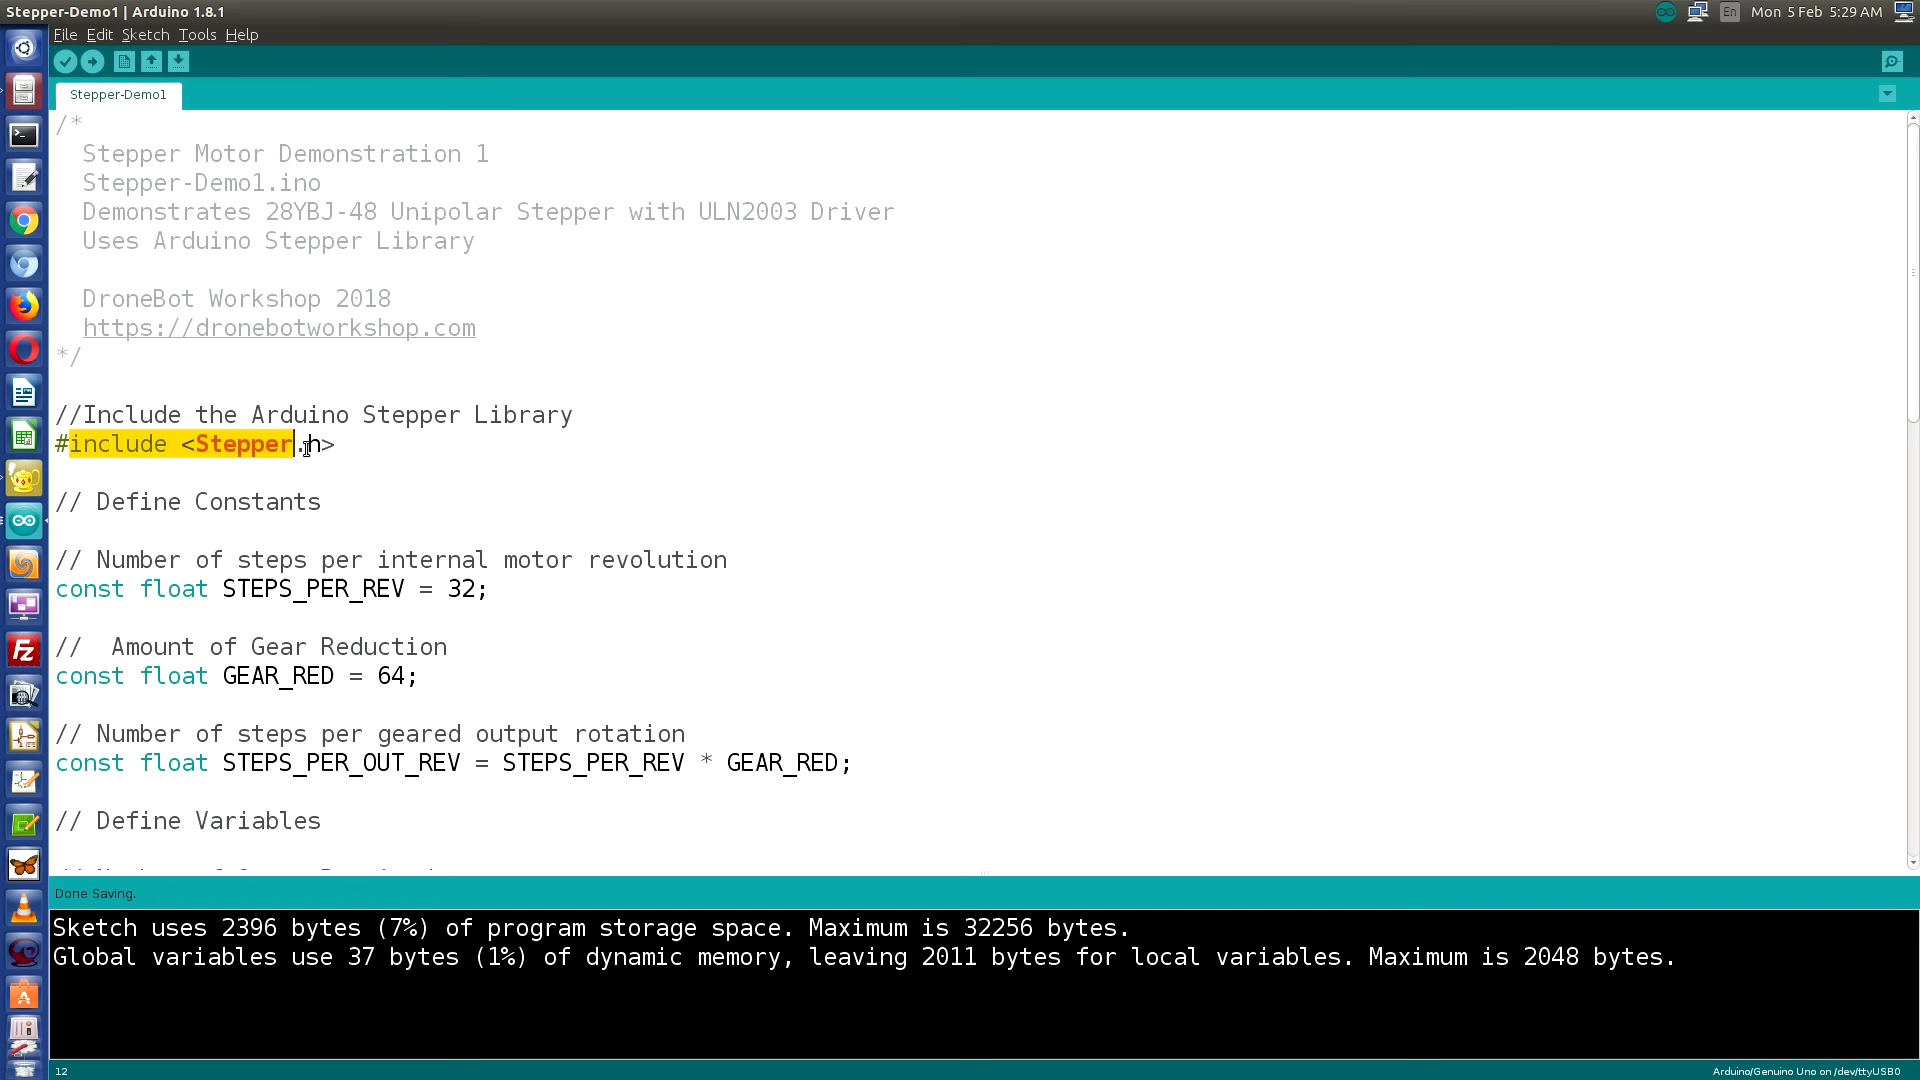 Stepper-Demo1 | Arduino 1.8.1
En Mon 5 Feb 5:29 AM
File Edit Sketch Tools Help
Stepper-Demo1
/*
Stepper Motor Demonstration 1
Stepper-Demo1.ino
Demonstrates 28YBJ-48 Unipolar Stepper with ULN2003 Driver
Uses Arduino Stepper Library
DroneBot Workshop 2018
https://dronebotworkshop.com
*/
//Include the Arduino Stepper Library
#include <Stepper.h>
// Define Constants
// Number of steps per internal motor revolution
const float STEPS_PER_REV = 32;
//  Amount of Gear Reduction
const float GEAR_RED = 64;
// Number of steps per geared output rotation
const float STEPS_PER_OUT_REV = STEPS_PER_REV * GEAR_RED;
// Define Variables
Done Saving.
Sketch uses 2396 bytes (7%) of program storage space. Maximum is 32256 bytes.
Global variables use 37 bytes (1%) of dynamic memory, leaving 2011 bytes for local variables. Maximum is 2048 bytes.
12
Arduino/Genuino Uno on /dev/ttyUSB0